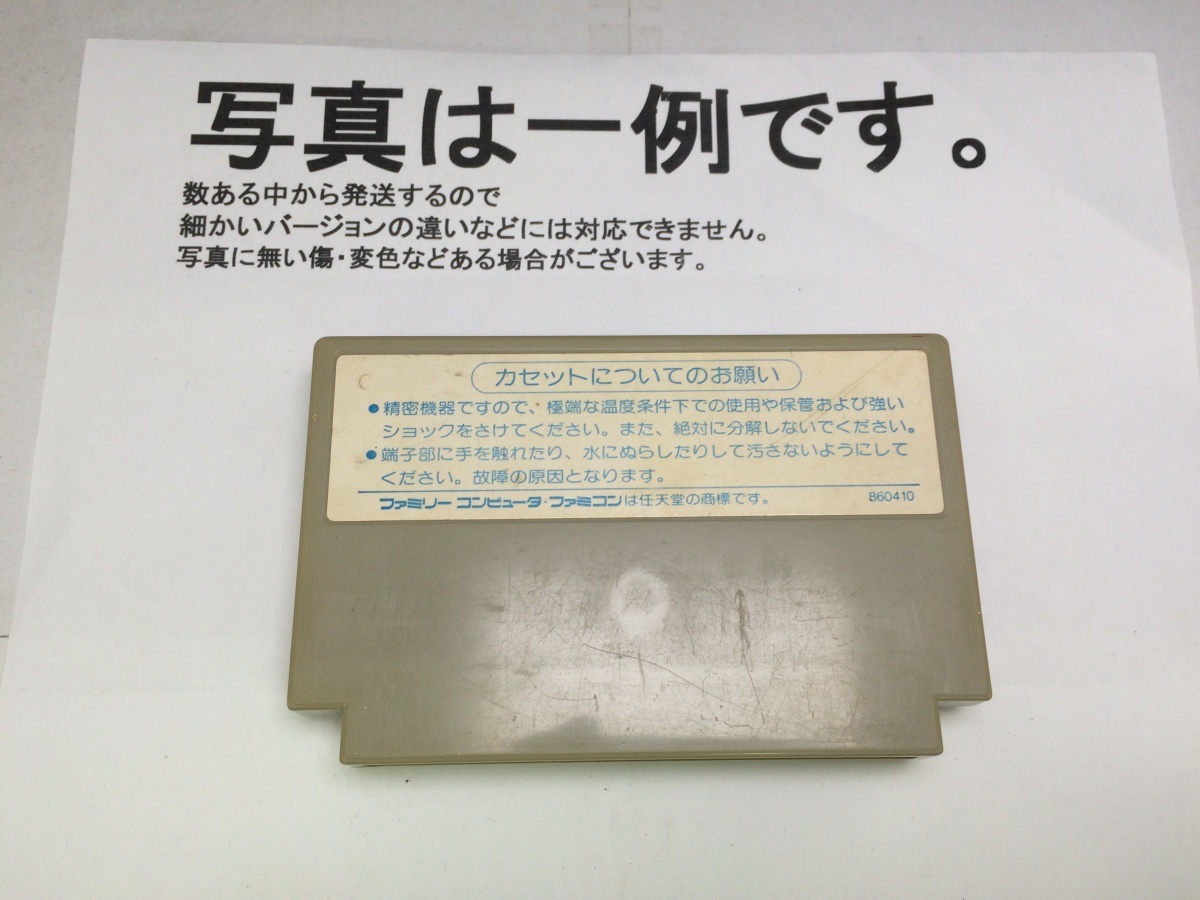 写真は一例です。
数ある中から発送するので
細かいバージョンの違いなどには対応できません。
写真に無い傷・変色などある場合がございます。
カセットについてのお願い
●精密機器ですので、極端な温度条件下での使用や保管および強い
ショックをさけてください。また、絶対に分解しないでください。
●端子部に手を触れたり、水にぬらしたりして汚さないようにして
ください。故障の原因となります。
ファミリー コンピュータ・ファミコンは任天堂の商標です。 860410